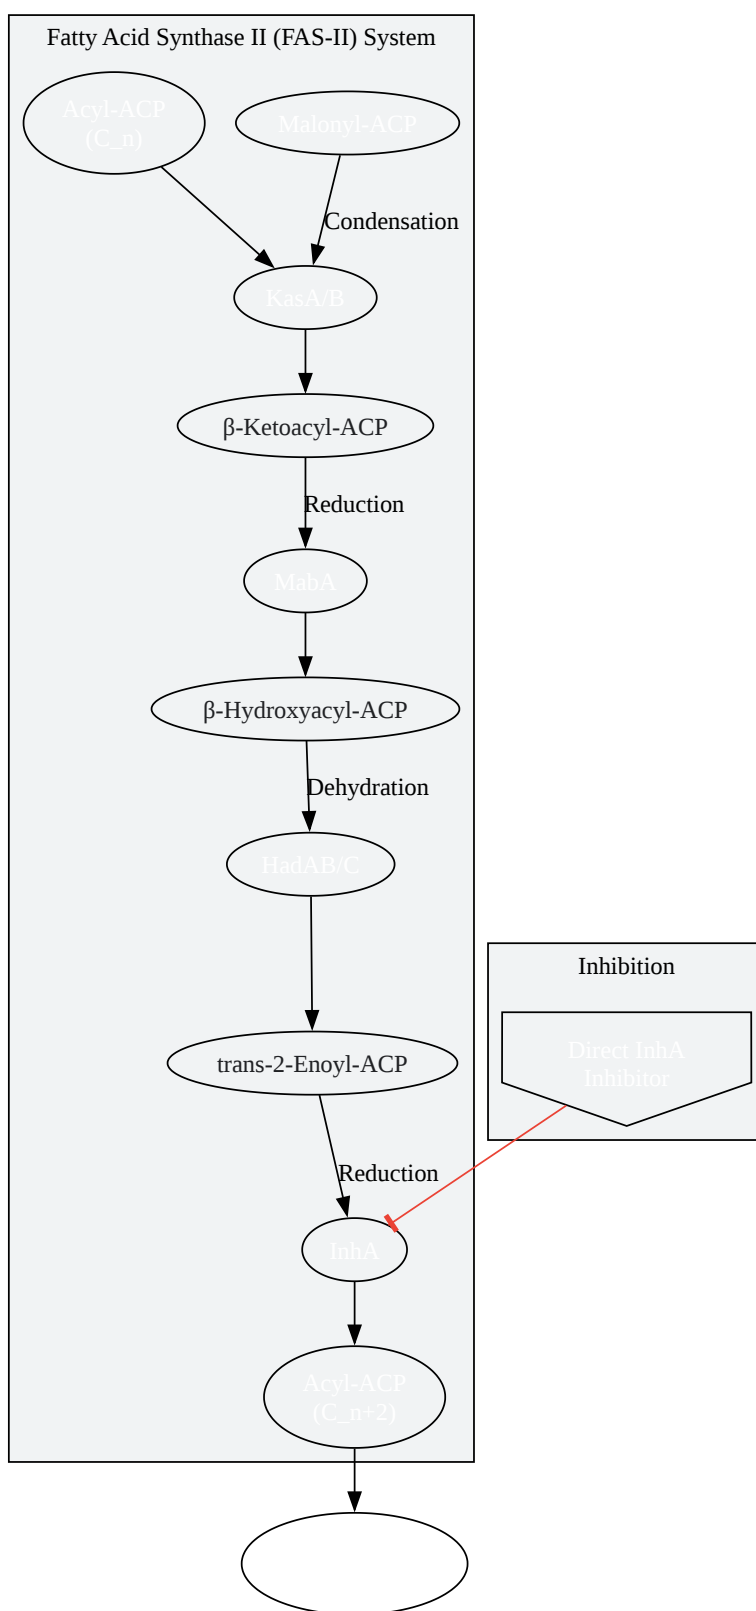 Fatty Acid Synthase II (FAS-II) System
Acyl-ACP
(C_n)
Malonyl-ACP
Condensation
KasA/B
β-Ketoacyl-ACP
Reduction
MabA
β-Hydroxyacyl-ACP
Dehydration
HadAB/C
trans-2-Enoyl-ACP
Inhibition
Direct InhA
Inhibitor
Reduction
InhA
Acyl-ACP
(C_n+2)